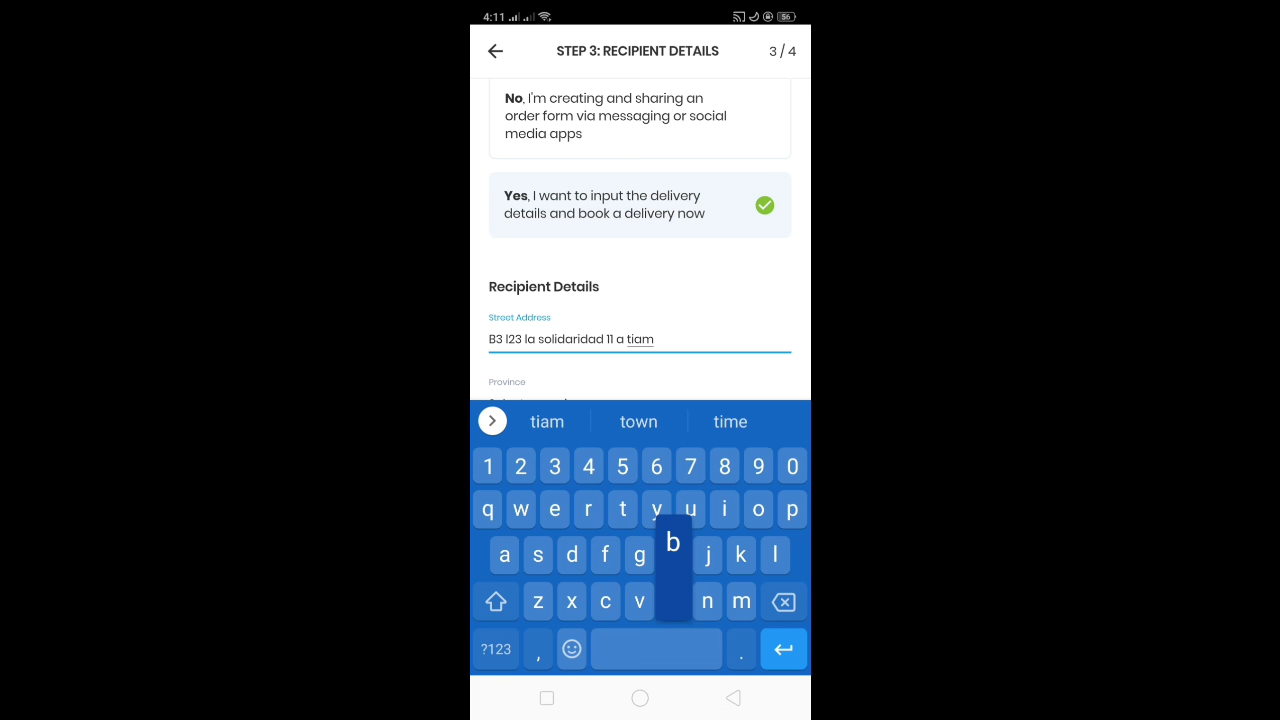 4:11
56
STEP 3: RECIPIENT DETAILS
3 / 4
No, I'm creating and sharing an
order form via messaging or social
media apps
Yes, I want to input the delivery
details and book a delivery now
Recipient Details
Street Address
B3 l23 la solidaridad 11 a tiam
Province
tiam town time
1 2 3 4 5 6 7 8 9 0
q w e r t y u i o p
a s d f g j k l
b
z x c v n m
?123 , .